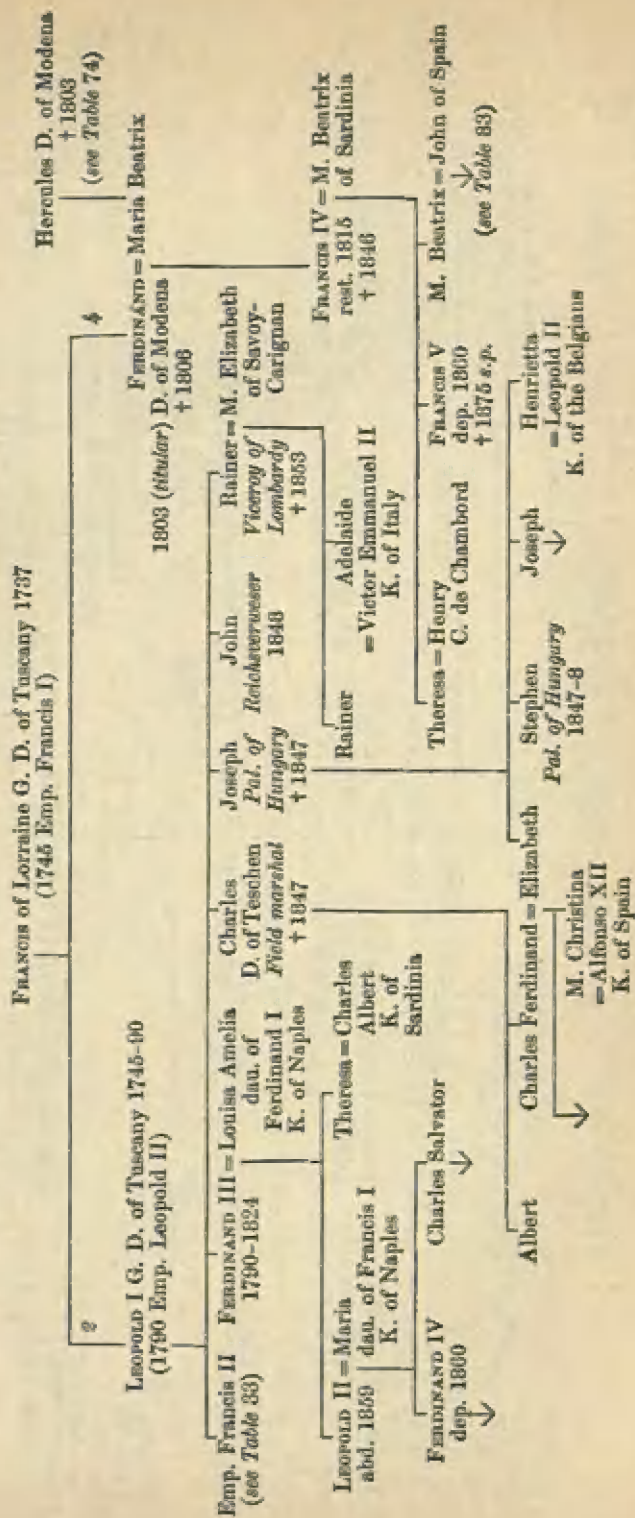 FRANCIS OF LORRAINE G. D. OF TUSCANY 1737
(1745 Emp. Francis I)
Hercules D. of Modena
† 1803
(see Table 74)
2
4
LEOPOLD I G. D. OF TUSCANY 1745-90
(1790 Emp. Leopold II)
FERDINAND = Maria Beatrix
1803 (titular) D. of Modena
† 1806
Emp. Francis II
(see Table 33)
FERDINAND III = Louisa Amelia
1790-1824
dau. of
Ferdinand I
K. of Naples
Charles
D. of Teschen
Field marshal
† 1847
Joseph
Pal. of
Hungary
† 1847
John
Reichsverweser
1848
Rainer = M. Elizabeth
Viceroy of
Lombardy
† 1853
of Savoy-
Carignan
FRANCIS IV = M. Beatrix
rest. 1815
† 1846
of Sardinia
LEOPOLD II = Maria
abd. 1859
dau. of Francis I
K. of Naples
Theresa = Charles
Albert
K. of
Sardinia
Rainer
Adelaide
= Victor Emmanuel II
K. of Italy
Theresa = Henry
C. de Chambord
FRANCIS V
dep. 1860
† 1875 s.p.
M. Beatrix = John of Spain
(see Table 83)
FERDINAND IV
dep. 1860
Charles Salvator
Albert
Charles Ferdinand = Elizabeth
Stephen
Pal. of Hungary
1847-8
Joseph
Henrietta
= Leopold II
K. of the Belgians
M. Christina
= Alfonso XII
K. of Spain